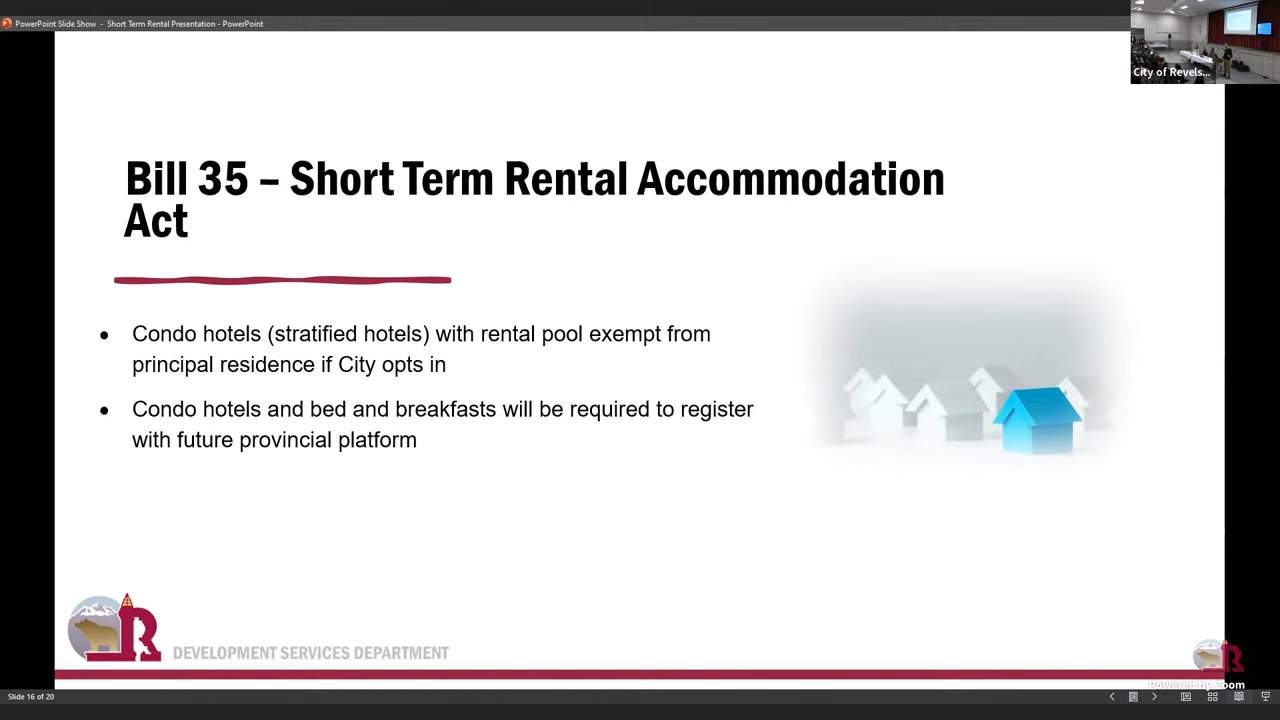 PowerPoint Slide Show - Short Term Rental Presentation - PowerPoint
City of Revels...
Bill 35 – Short Term Rental Accommodation
Act
• Condo hotels (stratified hotels) with rental pool exempt from
principal residence if City opts in
• Condo hotels and bed and breakfasts will be required to register
with future provincial platform
R
DEVELOPMENT SERVICES DEPARTMENT
R
Powered by Zoom
Slide 16 of 20